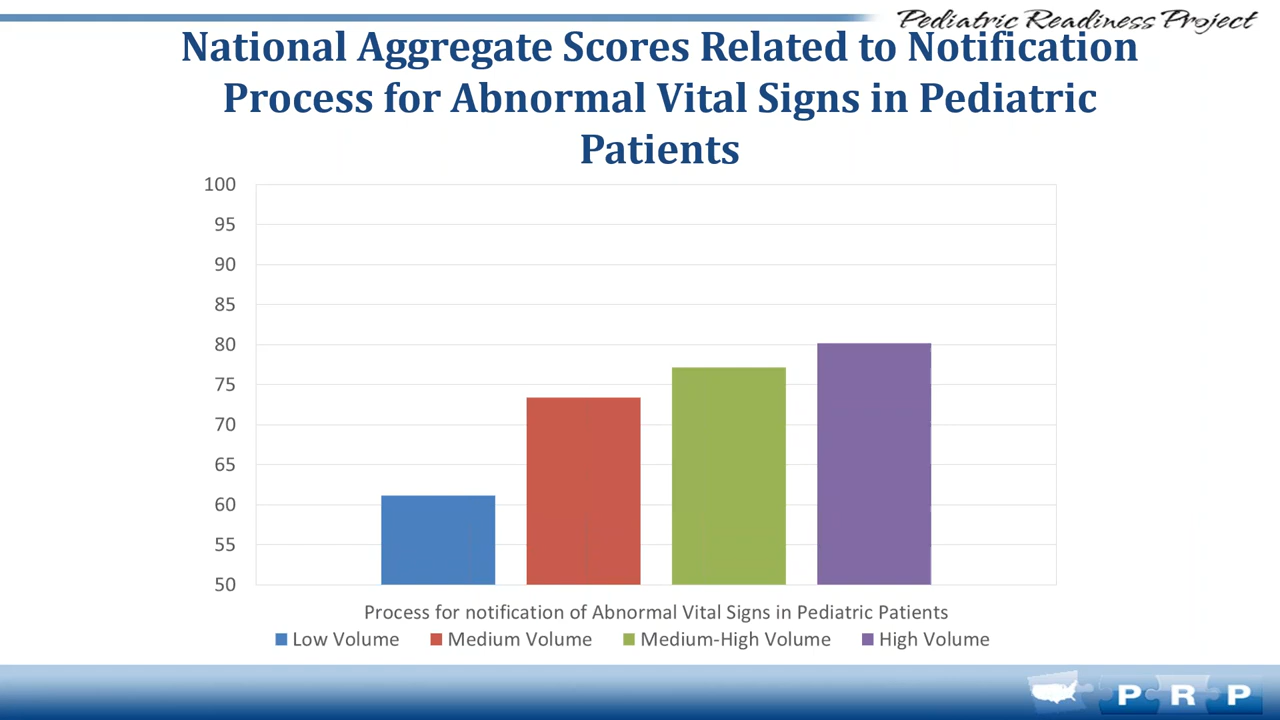 Pediatric Readiness Project
National Aggregate Scores Related to Notification
Process for Abnormal Vital Signs in Pediatric
Patients
100
95
90
85
80
75
70
65
60
55
50
Process for notification of Abnormal Vital Signs in Pediatric Patients
Low Volume Medium Volume Medium-High Volume High Volume
P R P